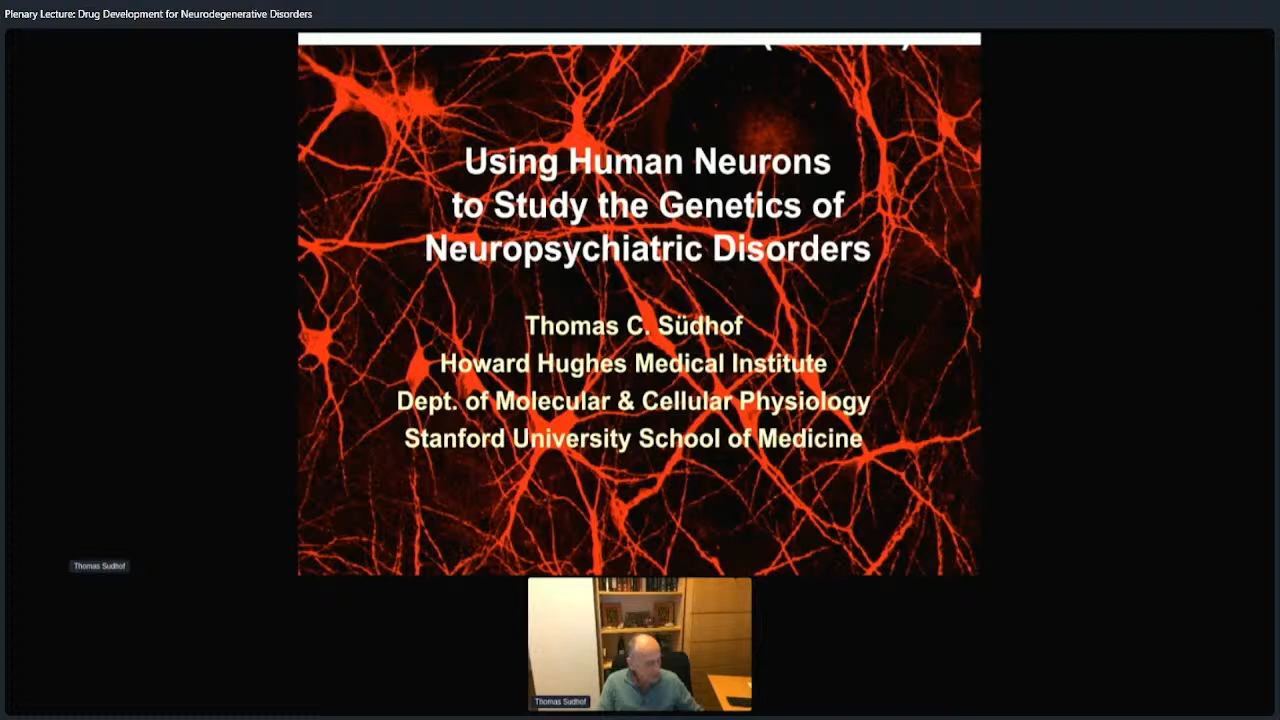 Plenary Lecture: Drug Development for Neurodegenerative Disorders
Using Human Neurons
to Study the Genetics of
Neuropsychiatric Disorders
Thomas C. Südhof
Howard Hughes Medical Institute
Dept. of Molecular & Cellular Physiology
Stanford University School of Medicine
Thomas Sudhof
Thomas Sudhof